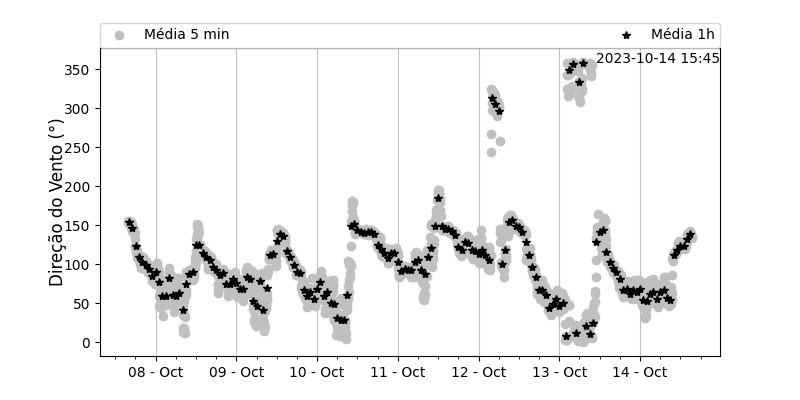 Média 5 min
Média 1h
2023-10-14 15:45
Direção do Vento (°)
350
300
250
200
150
100
50
0
08 - Oct
09 - Oct
10 - Oct
11 - Oct
12 - Oct
13 - Oct
14 - Oct